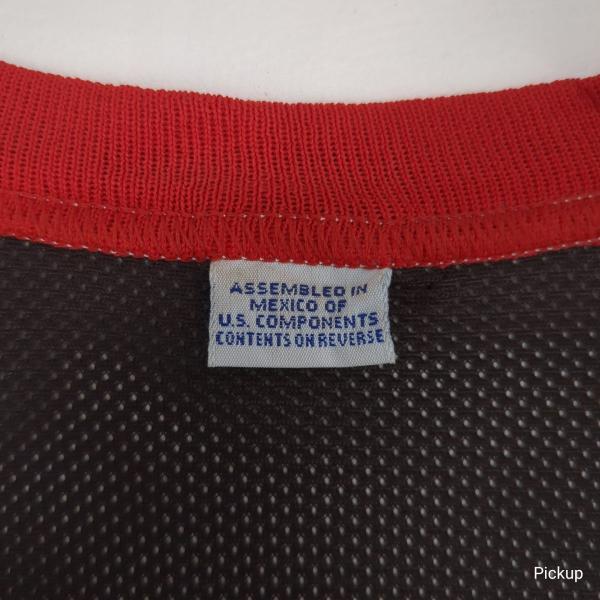 ASSEMBLED IN
MEXICO OF
U.S. COMPONENTS
CONTENTS ON REVERSE
Pickup